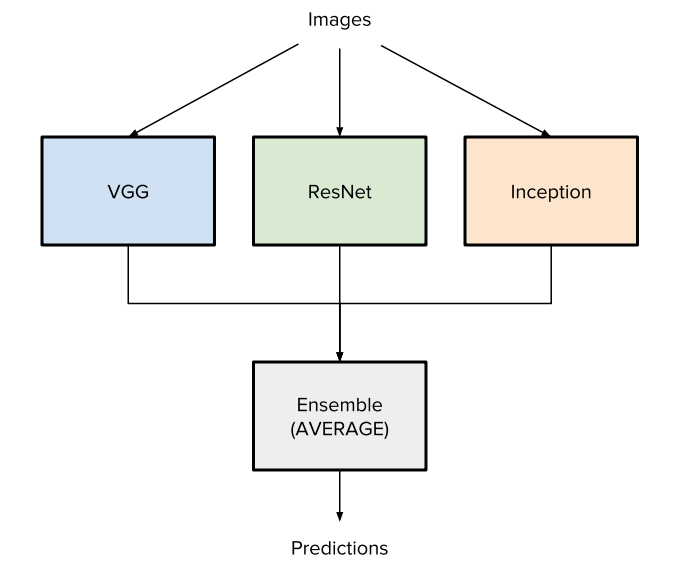 Images
VGG
ResNet
Inception
Ensemble
(AVERAGE)
Predictions